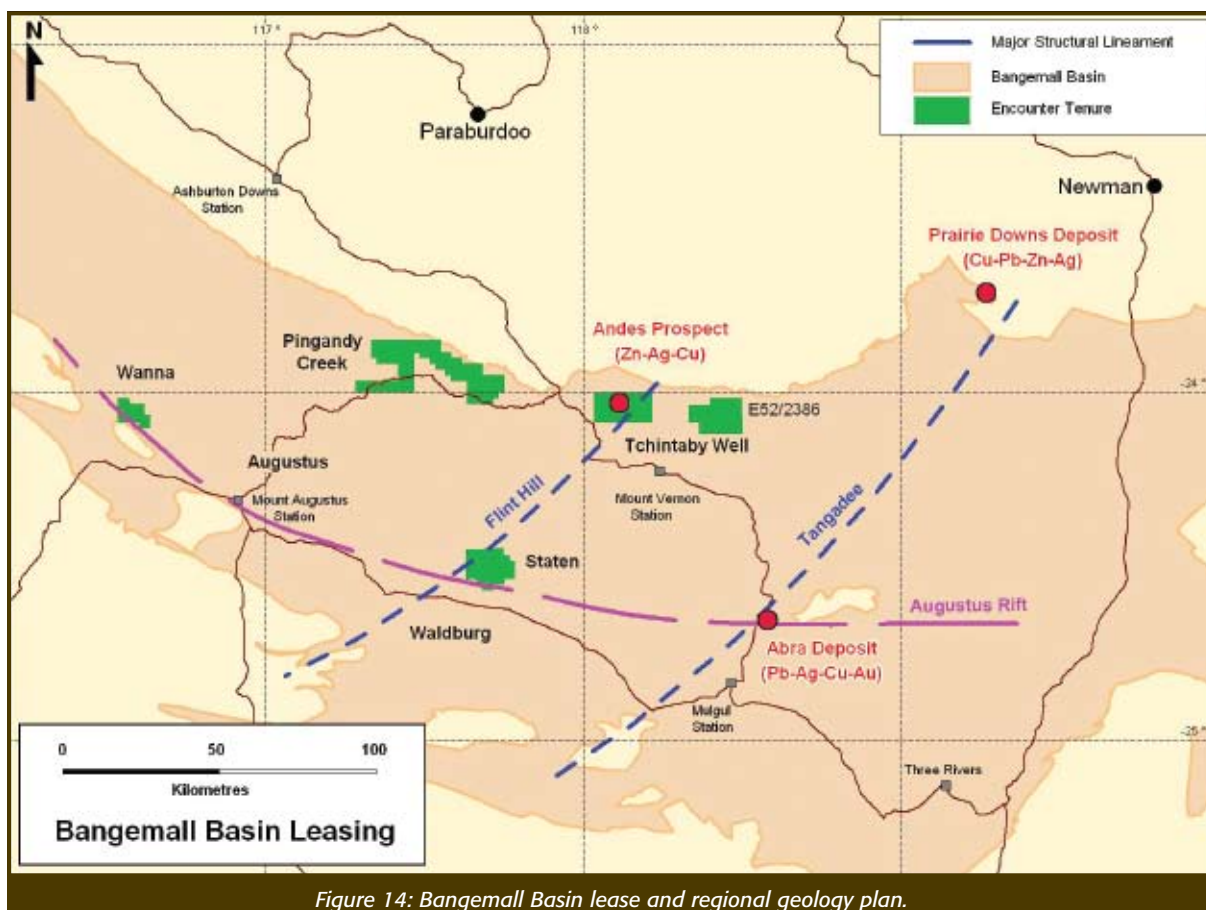 N
117 °
118 °
Major Structural Lineament
Bangemall Basin
Encounter Tenure
Paraburdoo
Ashburton Downs
Station
Newman
Prairie Downs Deposit
(Cu-Pb-Zn-Ag)
Andes Prospect
(Zn-Ag-Cu)
Pingandy
Creek
Wanna
-24 °
E52/2386
Tchintaby Well
Augustus
Mount Augustus
Station
Mount Vernon
Station
Flint Hill
Tangadee
Staten
Augustus Rift
Waldburg
Abra Deposit
(Pb-Ag-Cu-Au)
Mulgul
Station
-25 °
Three Rivers
0 50 100
Kilometres
Bangemall Basin Leasing
Figure 14: Bangemall Basin lease and regional geology plan.